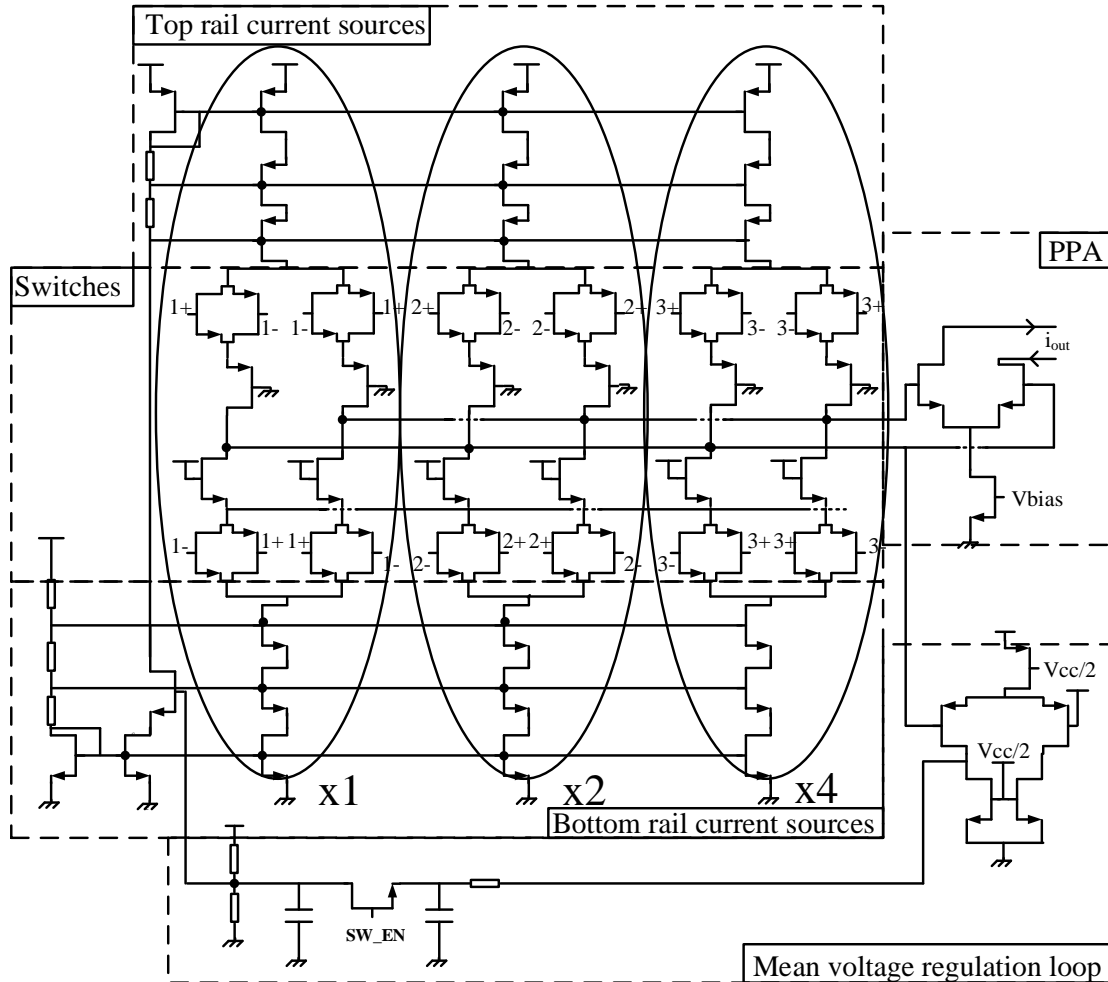 Top rail current sources
PPA
Switches
1+ 1- 1- 1+ 2+ 2- 2- 2+ 3+ 3- 3- 3+
i_out
Vbias
1- 1+ 1+ 1- 2- 2+ 2+ 2- 3- 3+ 3+ 3-
Vcc/2
Vcc/2
x1 x2 x4
Bottom rail current sources
SW_EN
Mean voltage regulation loop